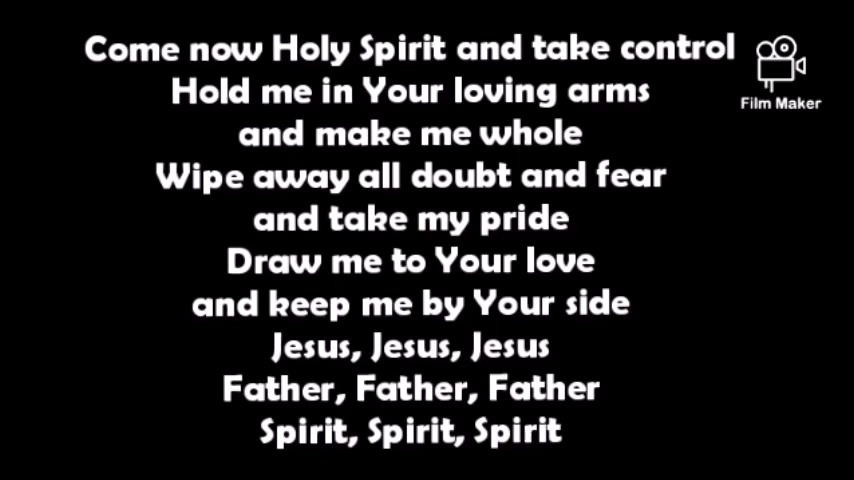 Come now Holy Spirit and take control
Hold me in Your loving arms
and make me whole
Wipe away all doubt and fear
and take my pride
Draw me to Your love
and keep me by Your side
Jesus, Jesus, Jesus
Father, Father, Father
Spirit, Spirit, Spirit
Film Maker